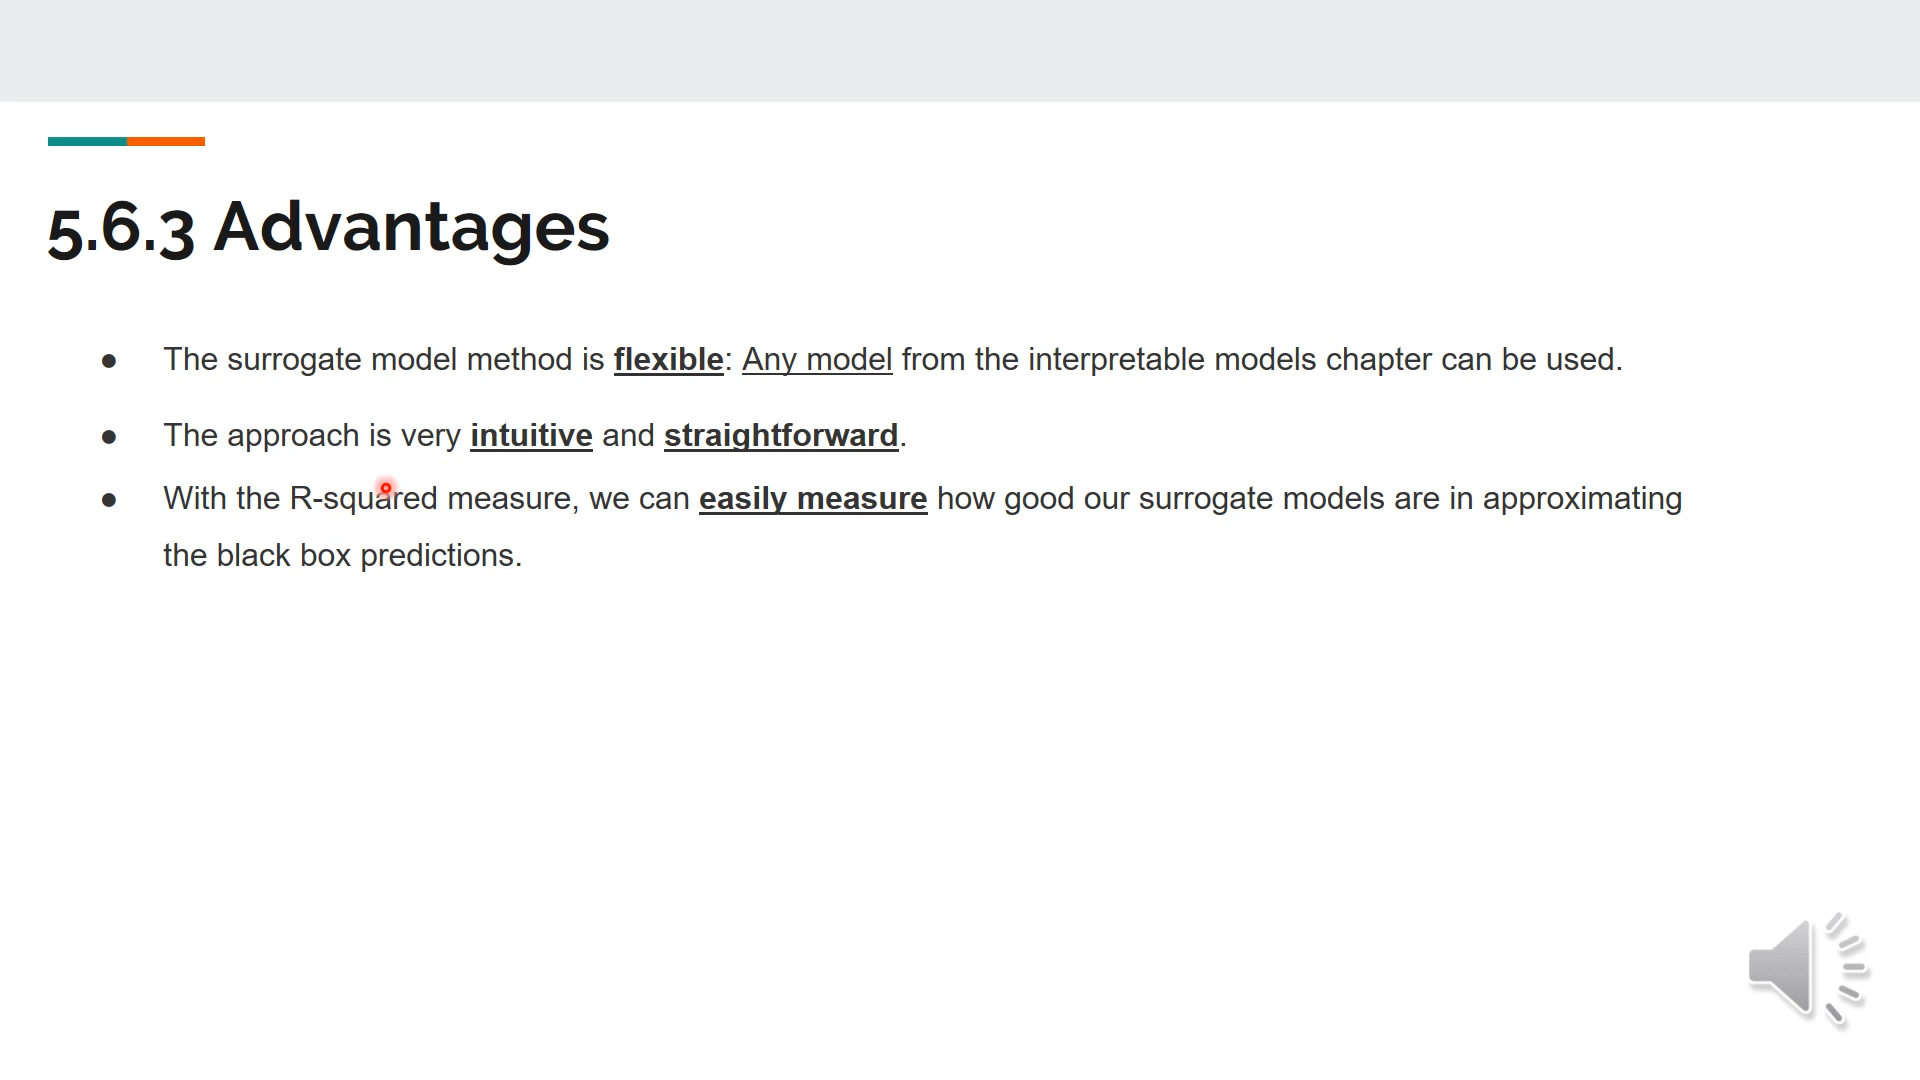 5.6.3 Advantages
● The surrogate model method is flexible: Any model from the interpretable models chapter can be used.
● The approach is very intuitive and straightforward.
● With the R-squared measure, we can easily measure how good our surrogate models are in approximating
the black box predictions.